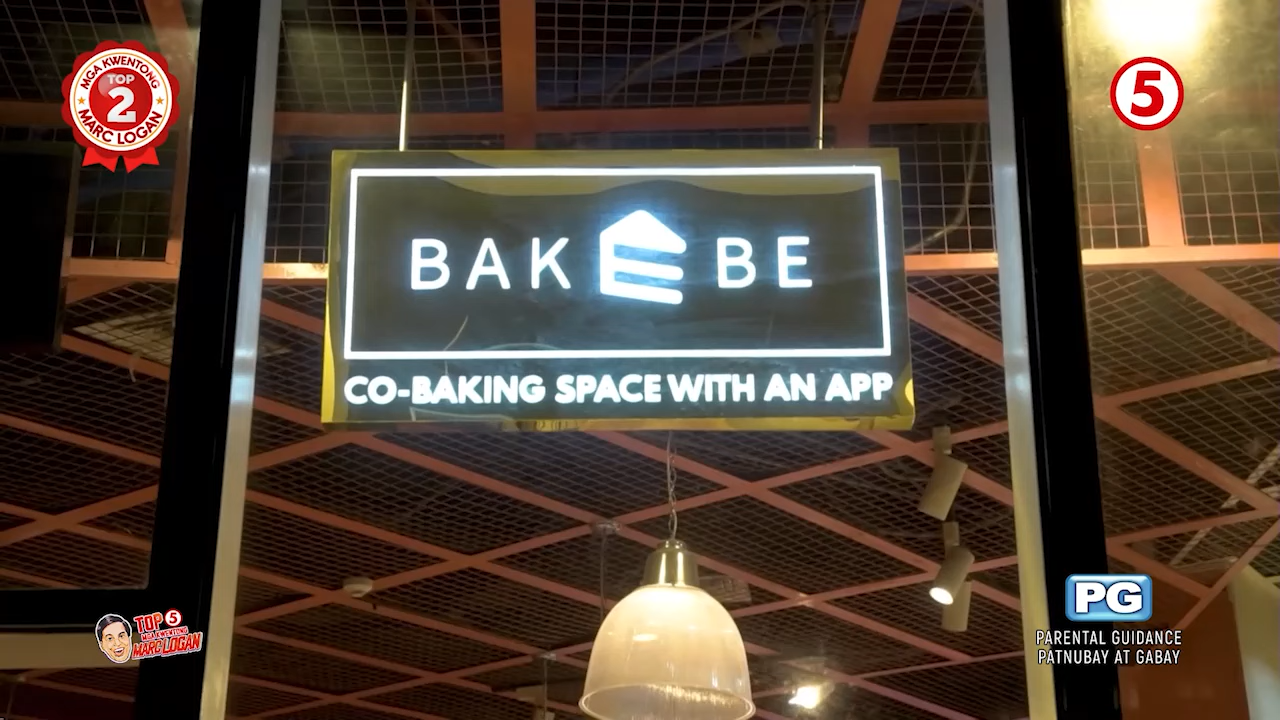 MGA KWENTONG
TOP
2
MARC LOGAN
5
BAKEBE
CO-BAKING SPACE WITH AN APP
TOP 5
MGA KWENTONG
MARC LOGAN
PG
PARENTAL GUIDANCE
PATNUBAY AT GABAY